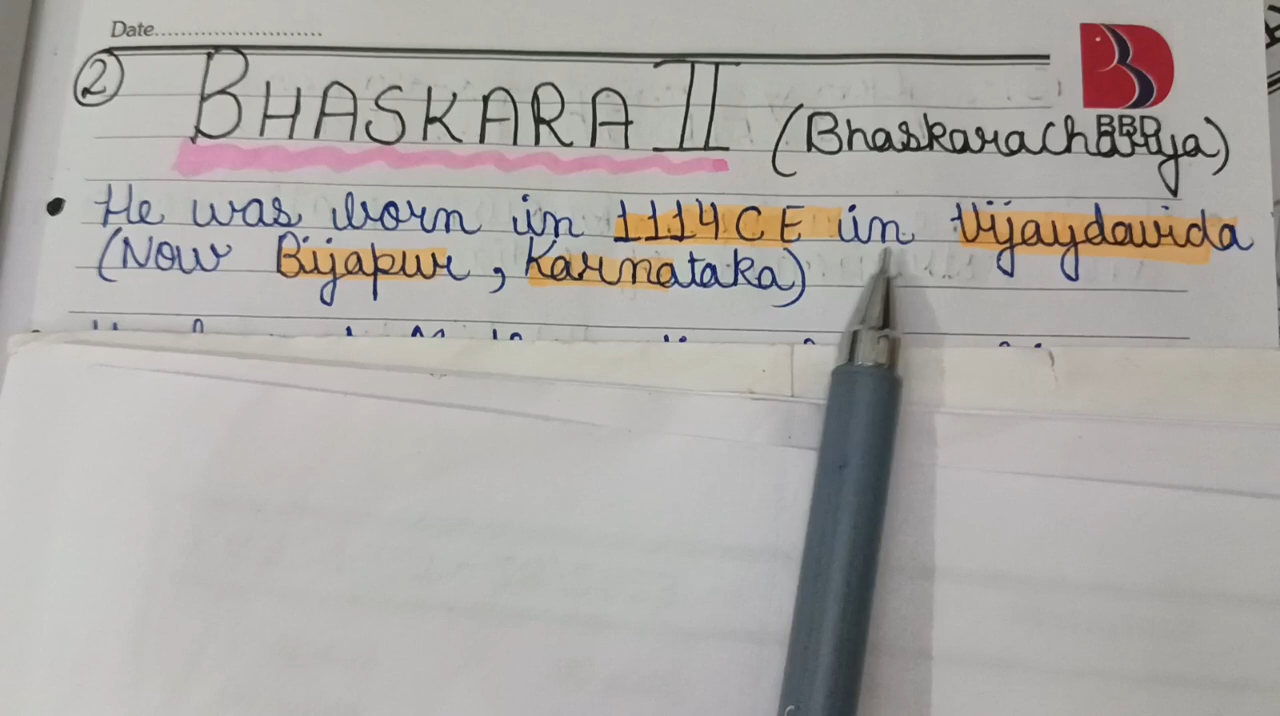 Date
2 BHASKARA II (Bhaskaracharya)
• He was born in 1114 CE in Vijaydavida
(Now Bijapur, Karnataka)